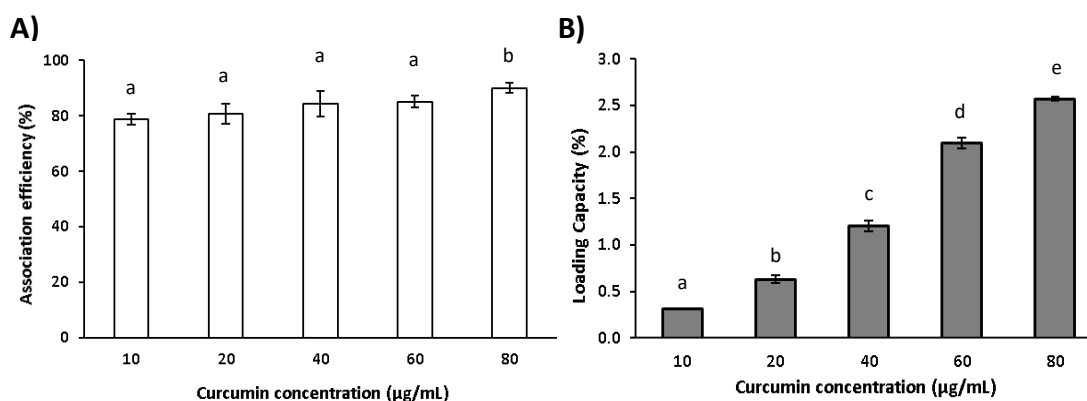 A)
Association efficiency (%)
100
80
60
40
20
0
a
a
a
a
b
10 20 40 60 80
Curcumin concentration (µg/mL)
B)
Loading Capacity (%)
3.0
2.5
2.0
1.5
1.0
0.5
0.0
a
b
c
d
e
10 20 40 60 80
Curcumin concentration (µg/mL)